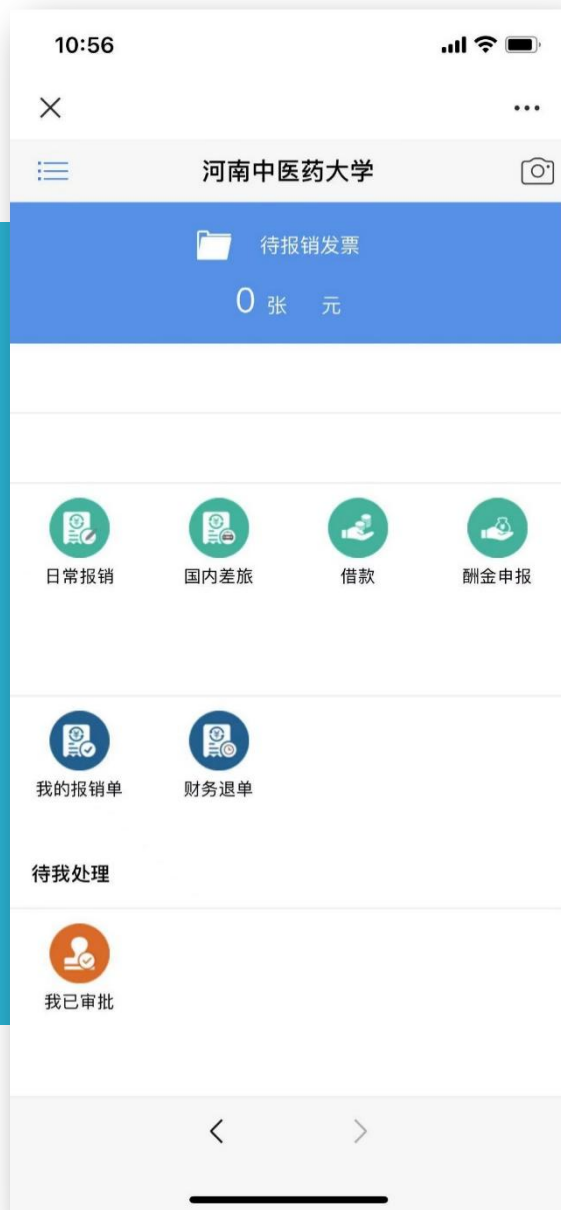 10:56
河南中医药大学
待报销发票
0 张 元
日常报销 国内差旅 借款 酬金申报
我的报销单 财务退单
待我处理
我已审批